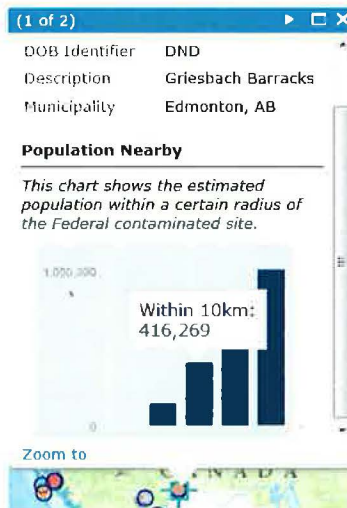 (1 of 2)
DOB Identifier DND
Description Griesbach Barracks
Municipality Edmonton, AB
Population Nearby
This chart shows the estimated
population within a certain radius of
the Federal contaminated site.
1,000,000
Within 10km:
416,269
0
Zoom to
CANADA